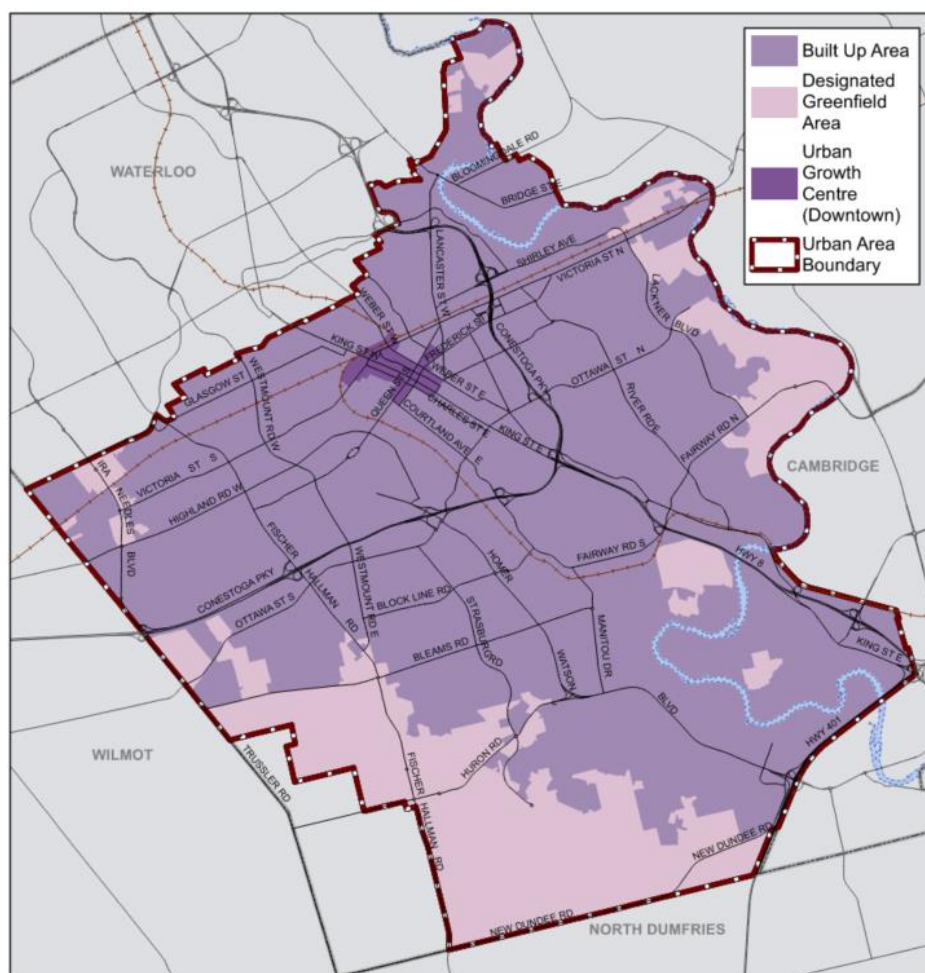 Built Up Area
Designated
Greenfield
Area
Urban
Growth
Centre
(Downtown)
Urban Area
Boundary
WATERLOO
BLOOMINGDALE RD
BRIDGE ST E
LANCASTER ST W
SHIRLEY AVE
VICTORIA ST N
WEBER ST W
FREDERICK ST
LACKNER BLVD
KING ST W
CONESTOGA PKY
GLASGOW ST
WESTMOUNT RD W
QUEEN ST S
WEBER ST E
OTTAWA ST N
CHARLES ST E
COURTLAND AVE E
KING ST E
RIVER RD E
FAIRWAY RD N
CAMBRIDGE
IRA NEEDLES BLVD
VICTORIA ST S
HIGHLAND RD W
FISCHER HALLMAN RD
WESTMOUNT RD E
HOMER WATSON BLVD
FAIRWAY RD S
HWY 8
CONESTOGA PKY
OTTAWA ST S
BLOCK LINE RD
STRASBURG RD
MANITOU DR
BLEAMS RD
KING ST E
WILMOT
TRUSSLER RD
HURON RD
HWY 401
FISCHER HALLMAN RD
NEW DUNDEE RD
NEW DUNDEE RD
NORTH DUMFRIES